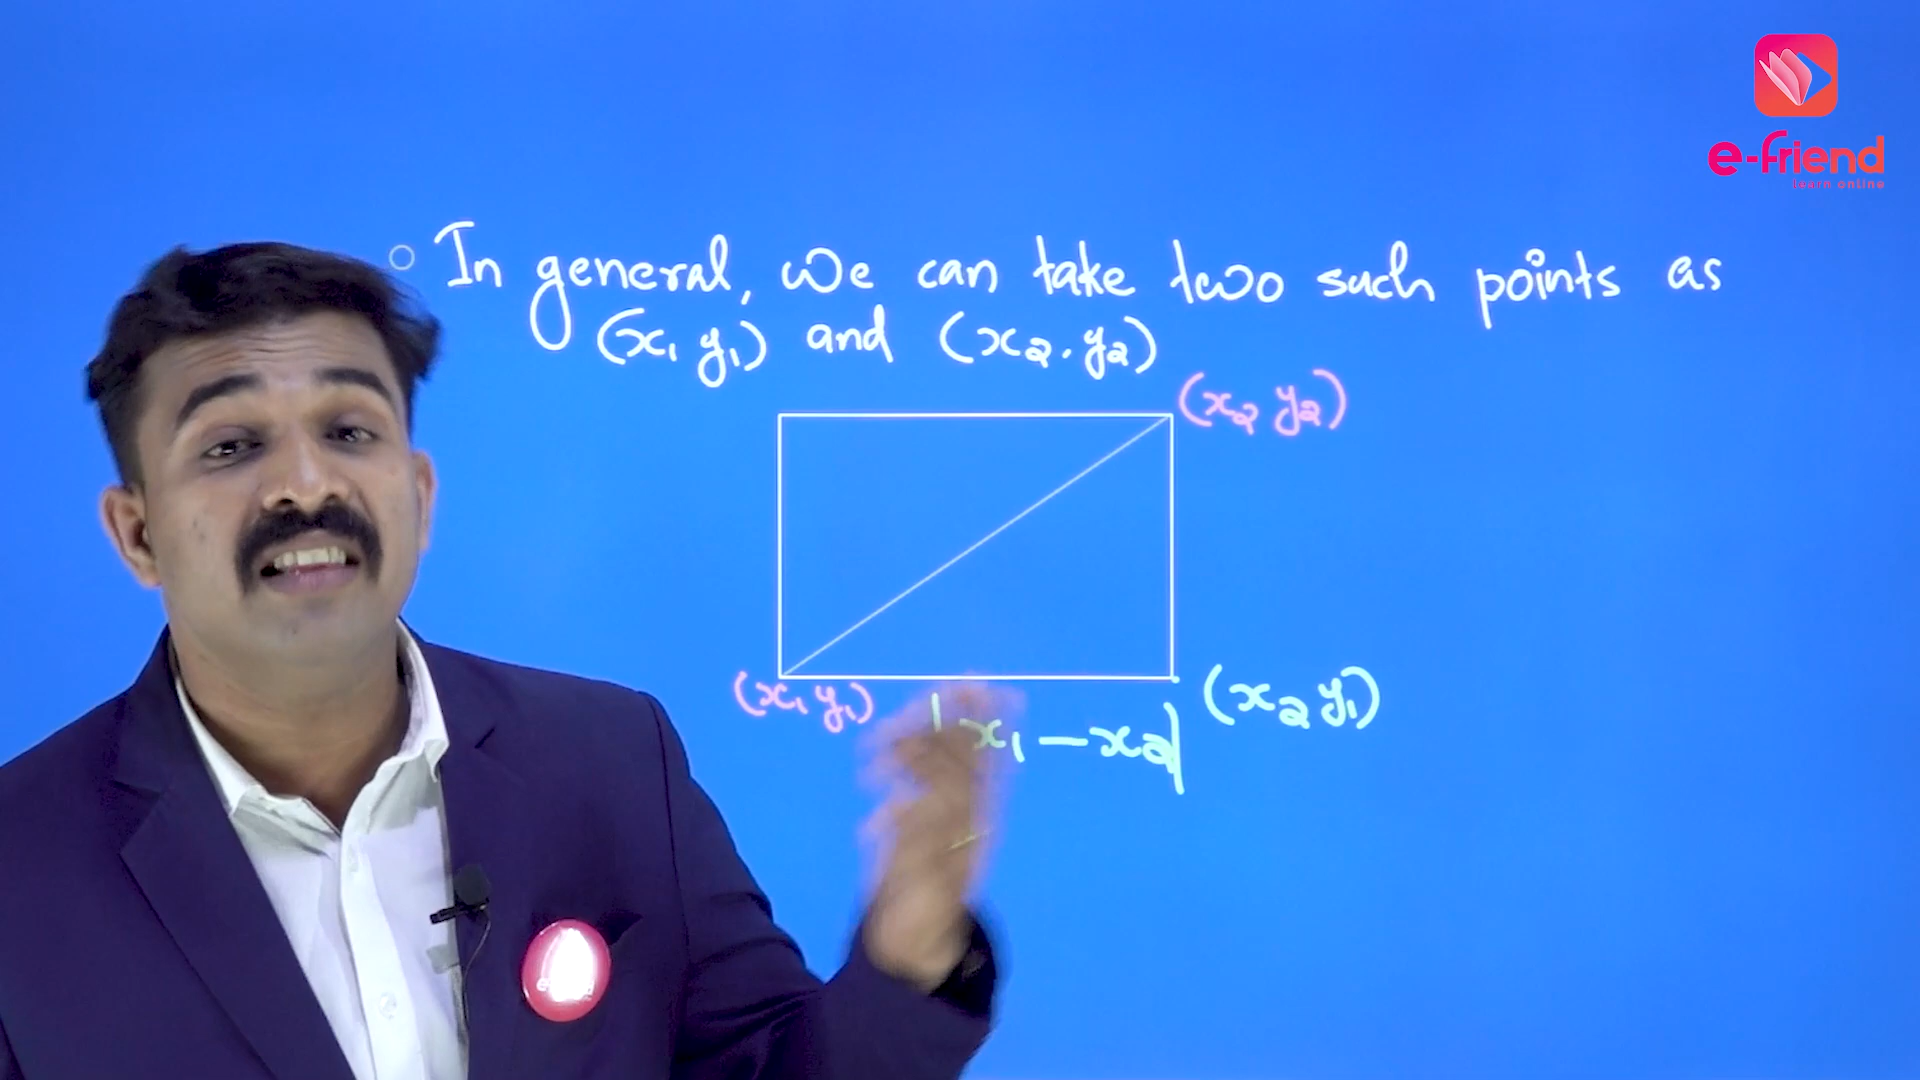 e-friend
learn online
In general, we can take two such points as
(x₁ y₁) and (x₂, y₂)
(x₂ y₂)
(x₁ y₁)
(x₂ y₁)
|x₁ − x₂|